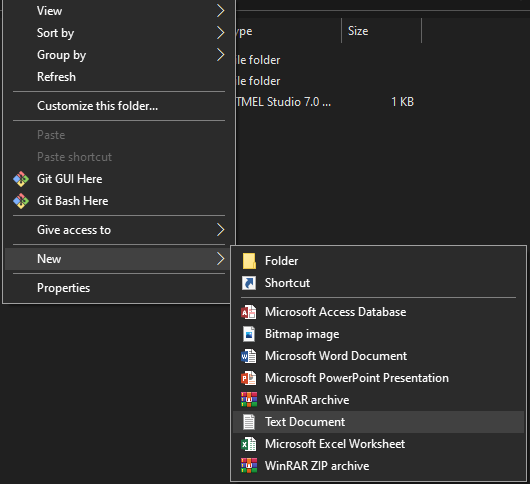 View
Sort by
Group by
Refresh
Customize this folder...
Paste
Paste shortcut
Git GUI Here
Git Bash Here
Give access to
New
Properties
ype Size
ile folder
ile folder
TMEL Studio 7.0 ... 1 KB
Folder
Shortcut
Microsoft Access Database
Bitmap image
Microsoft Word Document
Microsoft PowerPoint Presentation
WinRAR archive
Text Document
Microsoft Excel Worksheet
WinRAR ZIP archive